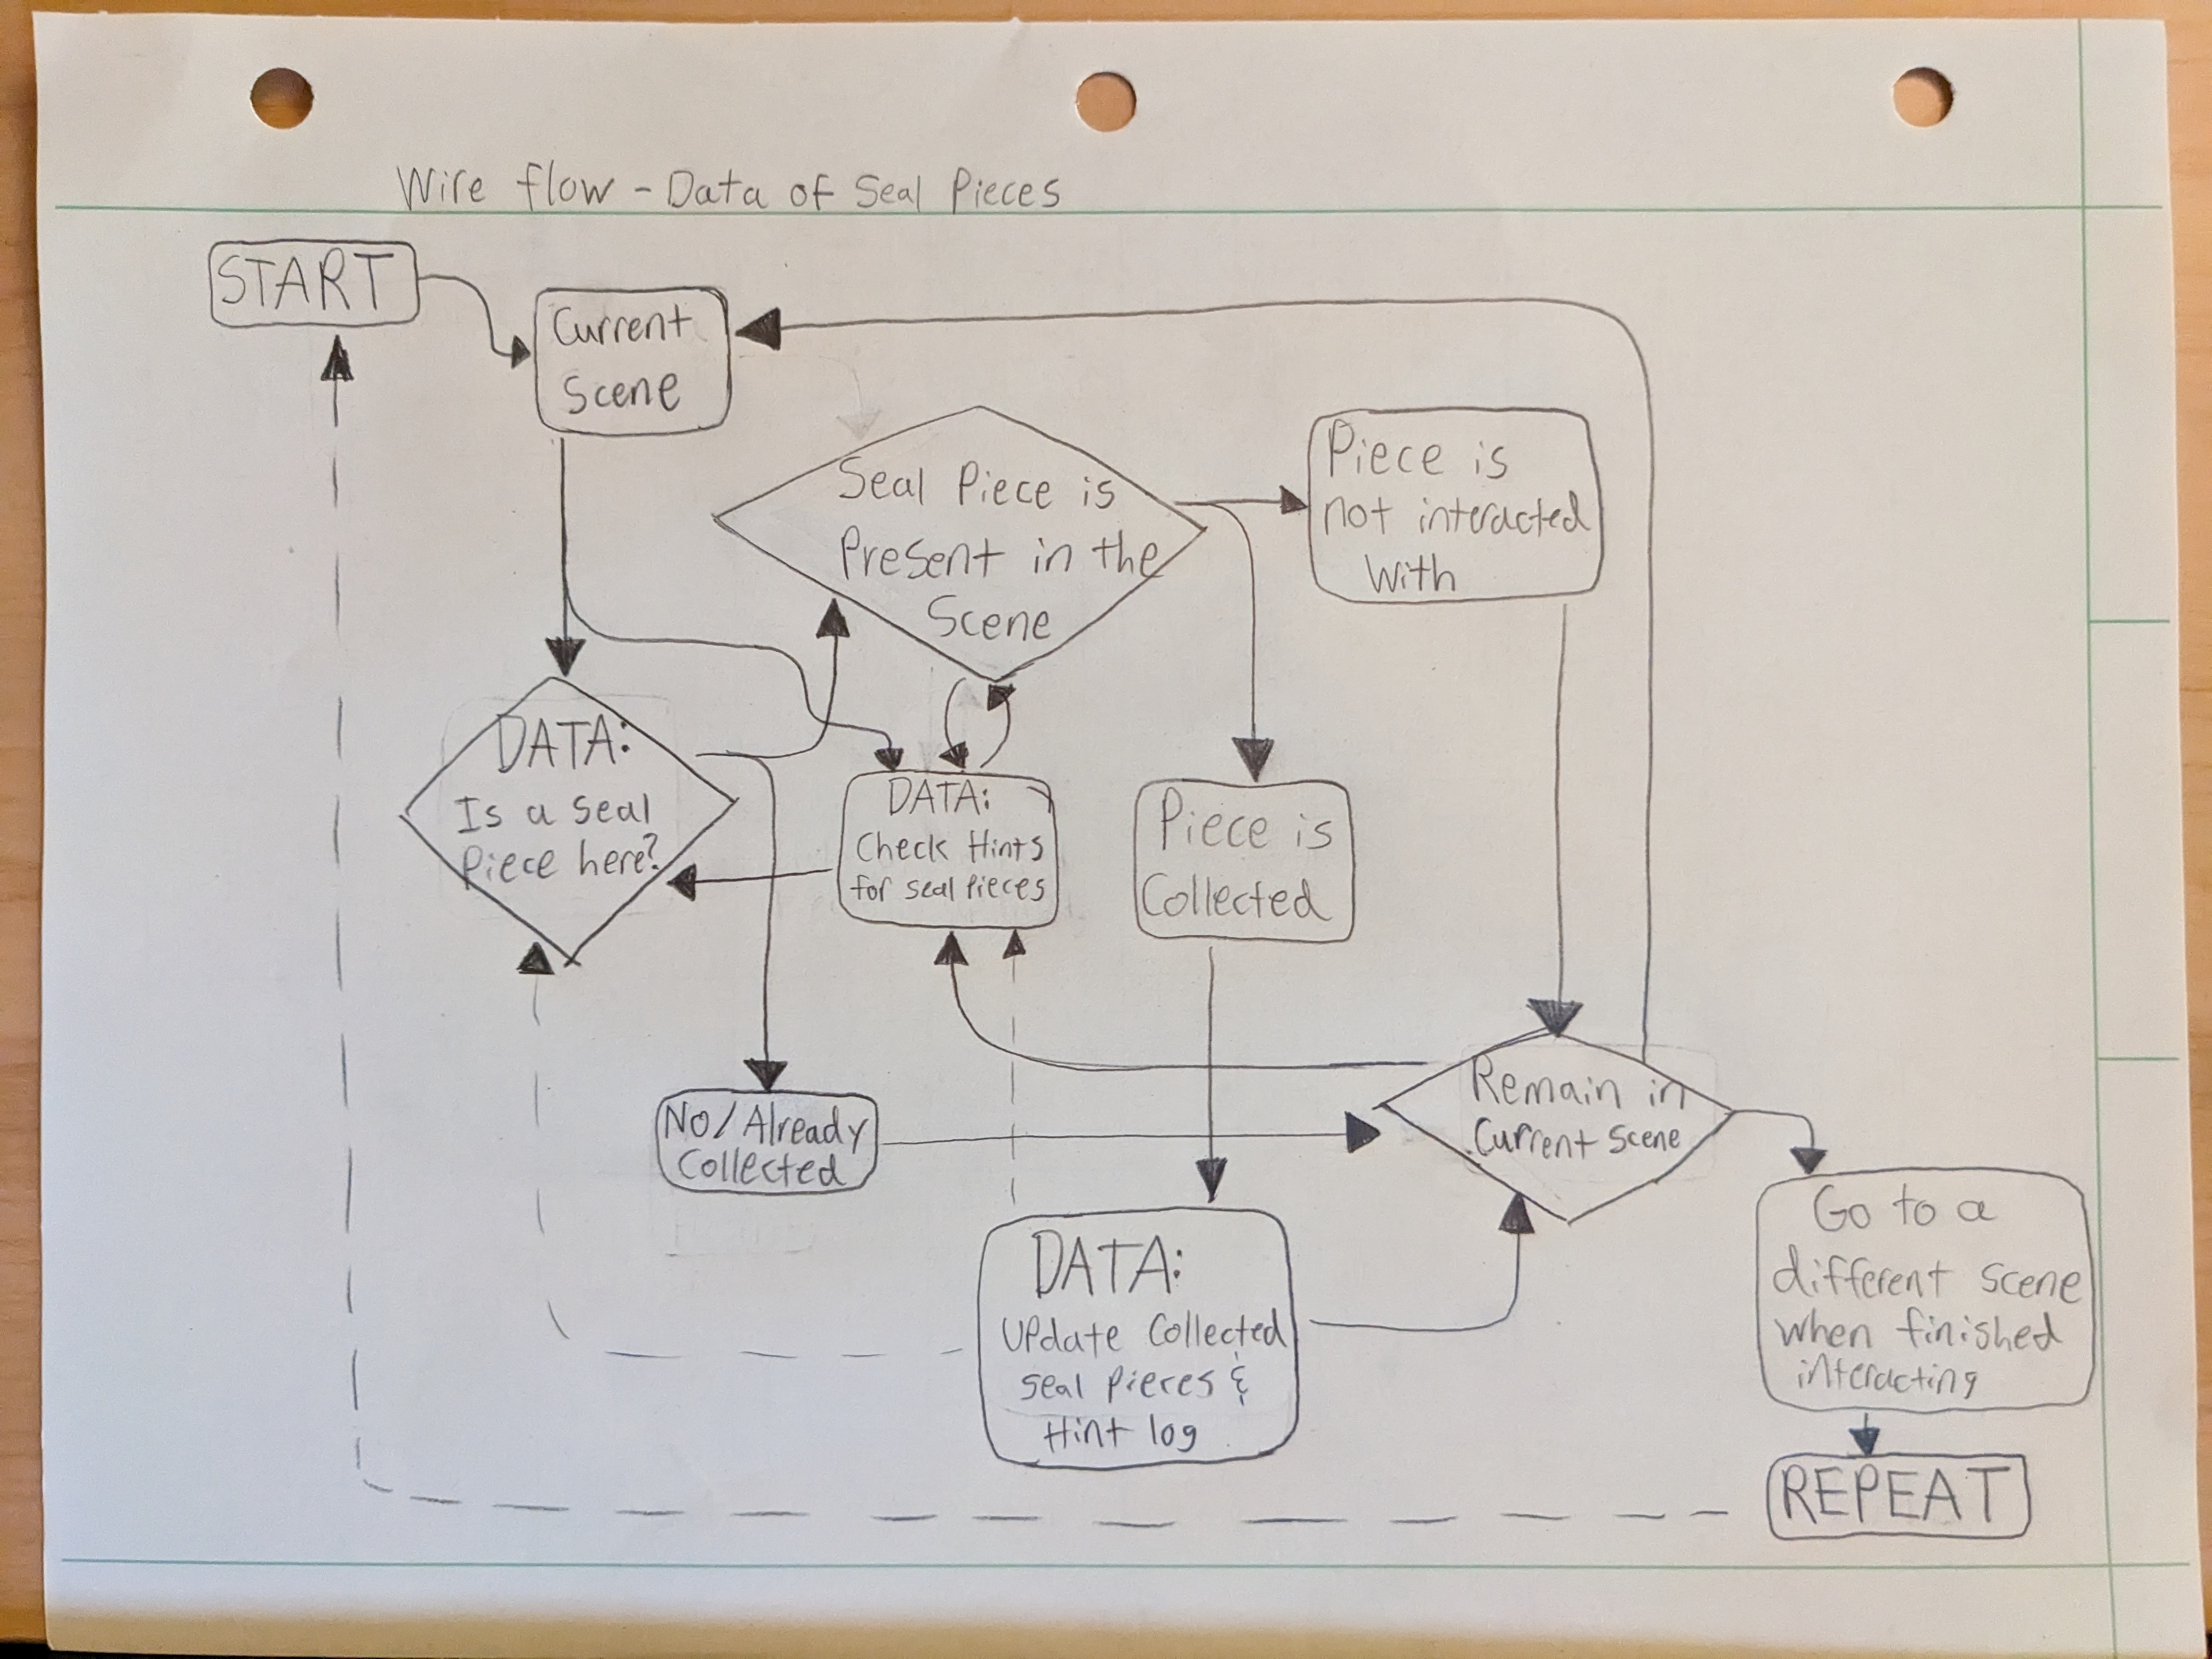 Wire flow - Data of Seal Pieces
START
Current
Scene
Seal Piece is
Present in the
Scene
Piece is
not interacted
with
DATA:
Is a seal
Piece here?
DATA:
Check Hints
for seal Pieces
Piece is
Collected
No/Already
Collected
Remain in
Current Scene
DATA:
Update Collected
seal Pieces &
Hint log
Go to a
different scene
when finished
interacting
REPEAT